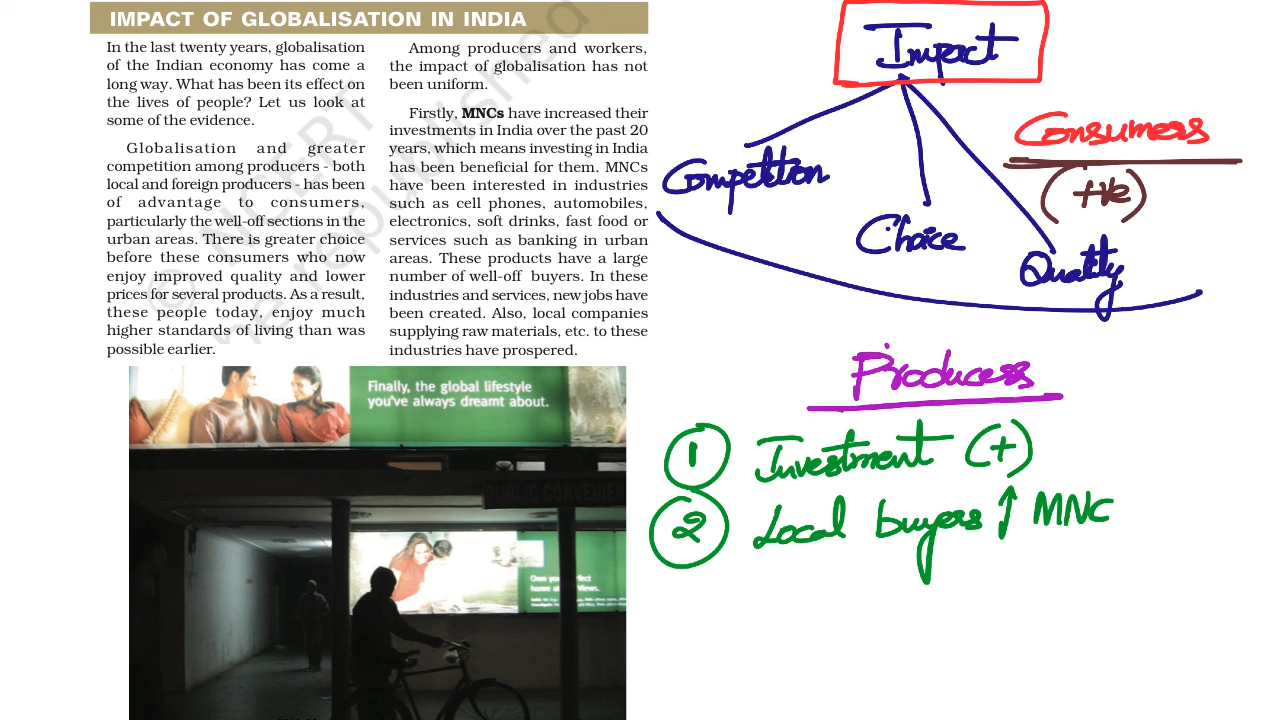 IMPACT OF GLOBALISATION IN INDIA
In the last twenty years, globalisation
of the Indian economy has come a
long way. What has been its effect on
the lives of people? Let us look at
some of the evidence.
Globalisation and greater
competition among producers - both
local and foreign producers - has been
of advantage to consumers,
particularly the well-off sections in the
urban areas. There is greater choice
before these consumers who now
enjoy improved quality and lower
prices for several products. As a result,
these people today, enjoy much
higher standards of living than was
possible earlier.
Among producers and workers,
the impact of globalisation has not
been uniform.
Firstly, MNCs have increased their
investments in India over the past 20
years, which means investing in India
has been beneficial for them. MNCs
have been interested in industries
such as cell phones, automobiles,
electronics, soft drinks, fast food or
services such as banking in urban
areas. These products have a large
number of well-off buyers. In these
industries and services, new jobs have
been created. Also, local companies
supplying raw materials, etc. to these
industries have prospered.
© NCERT
be republished
Finally, the global lifestyle
you've always dreamt about.
PUBLIC CONVENIEN
Impact
Competition
Choice
Quality
Consumers
(+ve)
Producers
1 Investment (+)
2 Local buyers ↑ MNC